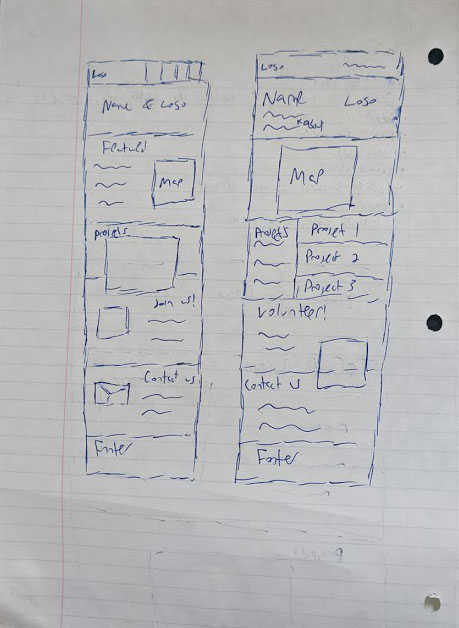 Logo
Name & Logo
Featured
Map
Projects
Join us!
Contact us
Footer
Logo
Name Logo
About
Map
Projects
Project 1
Project 2
Project 3
Volunteer!
Contact us
Footer